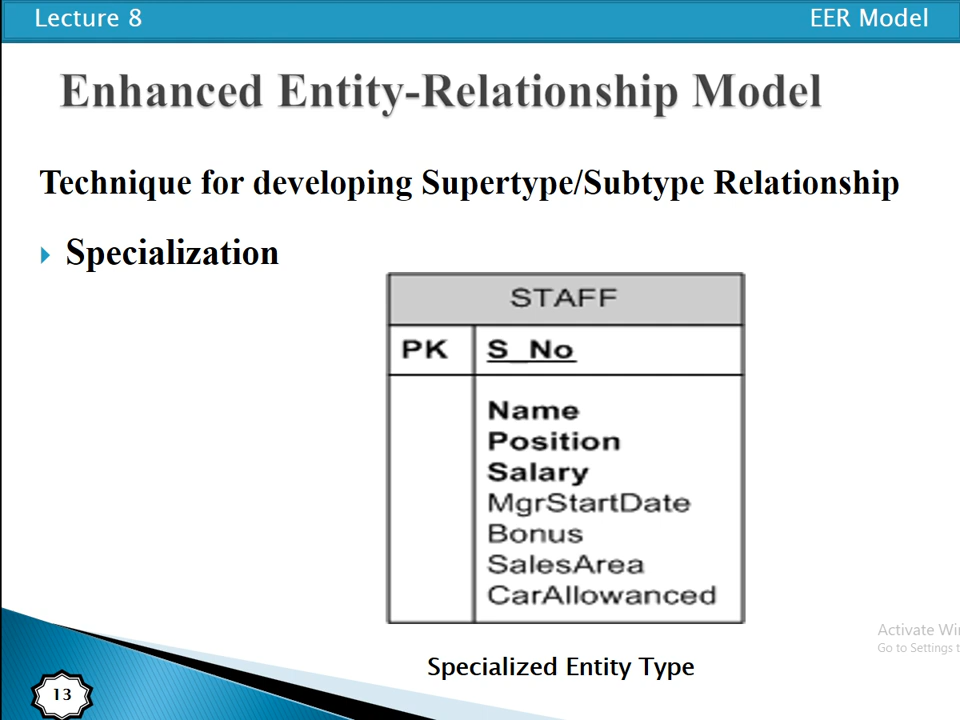 Lecture 8
EER Model
Enhanced Entity-Relationship Model
Technique for developing Supertype/Subtype Relationship
Specialization
STAFF
PK S_No
Name
Position
Salary
MgrStartDate
Bonus
SalesArea
CarAllowanced
Activate Wi
Go to Settings t
Specialized Entity Type
13